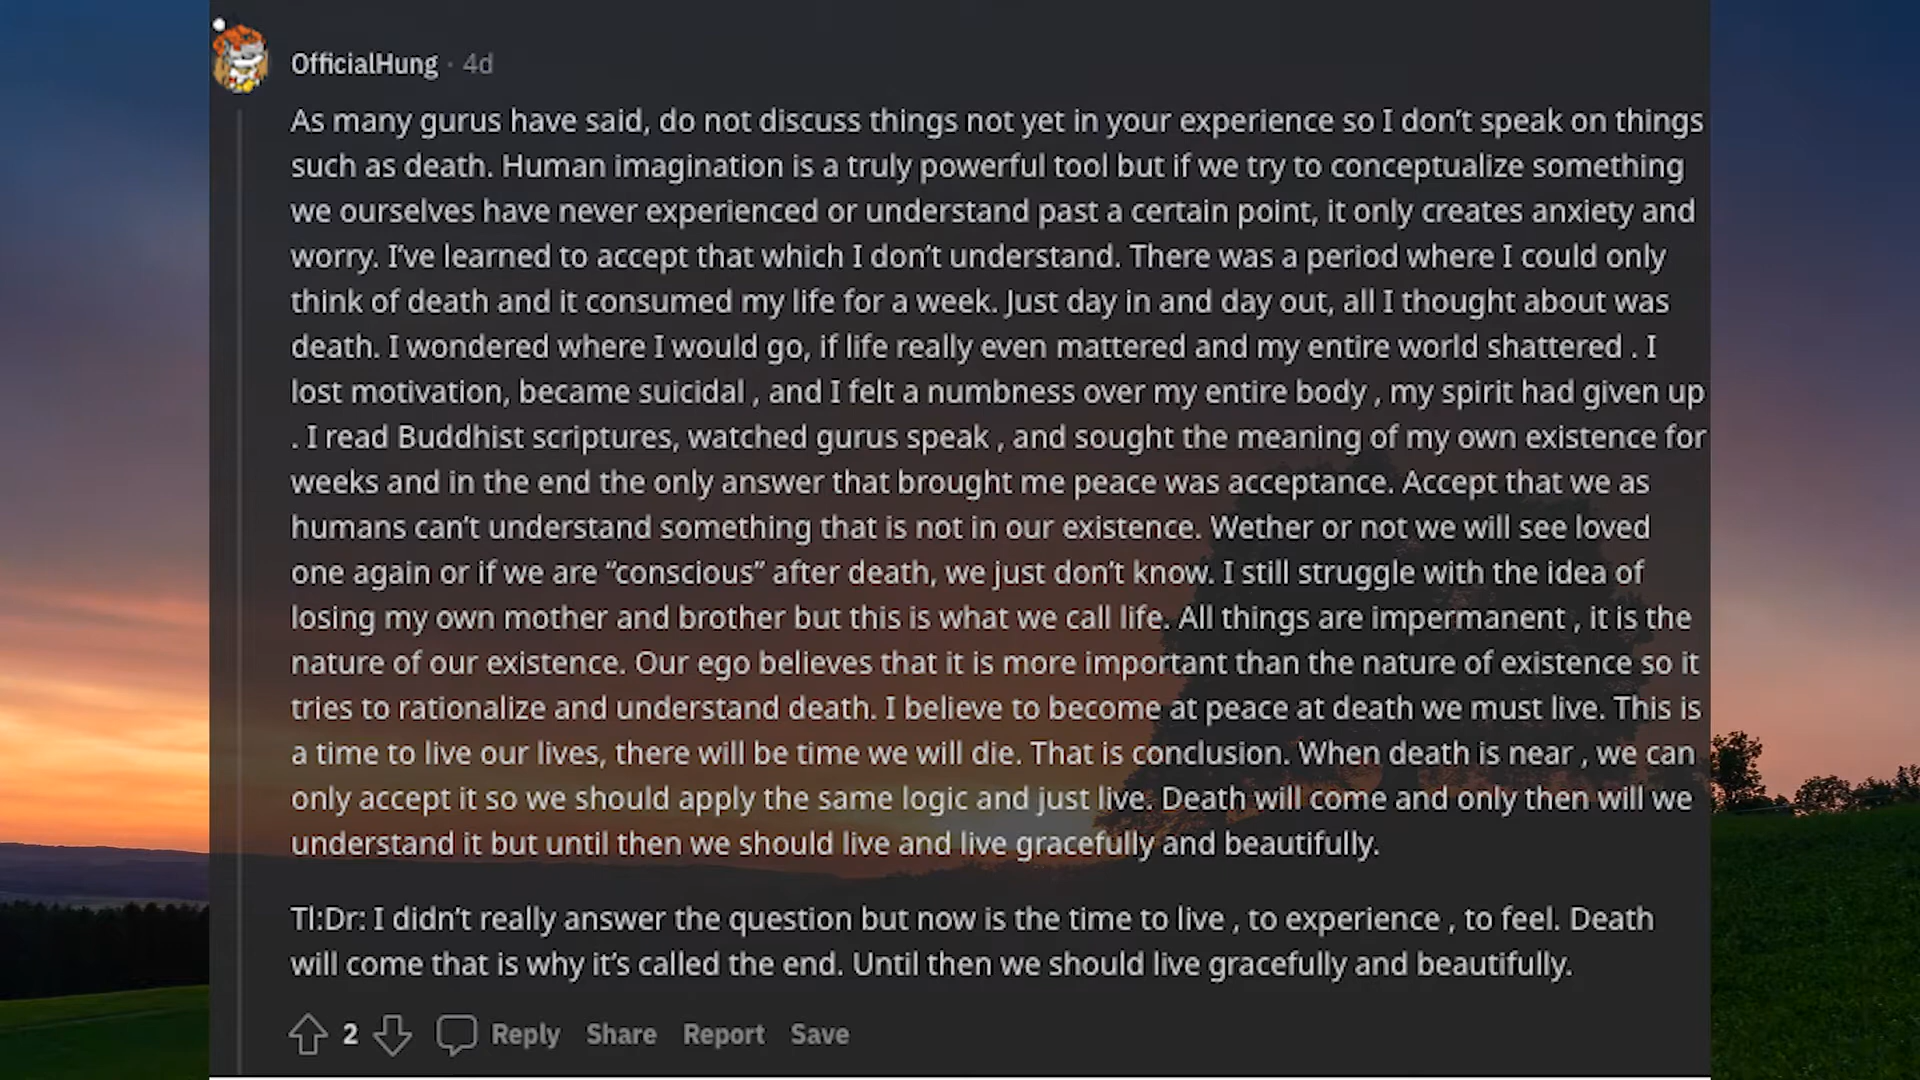 OfficialHung · 4d
As many gurus have said, do not discuss things not yet in your experience so I don’t speak on things
such as death. Human imagination is a truly powerful tool but if we try to conceptualize something
we ourselves have never experienced or understand past a certain point, it only creates anxiety and
worry. I’ve learned to accept that which I don’t understand. There was a period where I could only
think of death and it consumed my life for a week. Just day in and day out, all I thought about was
death. I wondered where I would go, if life really even mattered and my entire world shattered . I
lost motivation, became suicidal , and I felt a numbness over my entire body , my spirit had given up
. I read Buddhist scriptures, watched gurus speak , and sought the meaning of my own existence for
weeks and in the end the only answer that brought me peace was acceptance. Accept that we as
humans can’t understand something that is not in our existence. Wether or not we will see loved
one again or if we are “conscious” after death, we just don’t know. I still struggle with the idea of
losing my own mother and brother but this is what we call life. All things are impermanent , it is the
nature of our existence. Our ego believes that it is more important than the nature of existence so it
tries to rationalize and understand death. I believe to become at peace at death we must live. This is
a time to live our lives, there will be time we will die. That is conclusion. When death is near , we can
only accept it so we should apply the same logic and just live. Death will come and only then will we
understand it but until then we should live and live gracefully and beautifully.
Tl:Dr: I didn’t really answer the question but now is the time to live , to experience , to feel. Death
will come that is why it’s called the end. Until then we should live gracefully and beautifully.
2 Reply Share Report Save